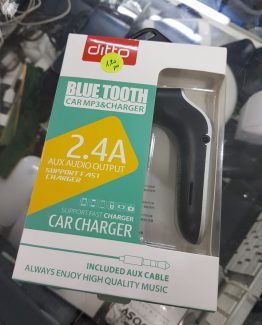 ditto
BLUE TOOTH
CAR MP3&CHARGER
2.4A
AUX AUDIO OUTPUT
SUPPORT FAST
CHARGER
SUPPORT FAST CHARGER
CAR CHARGER
INCLUDED AUX CABLE
ALWAYS ENJOY HIGH QUALITY MUSIC